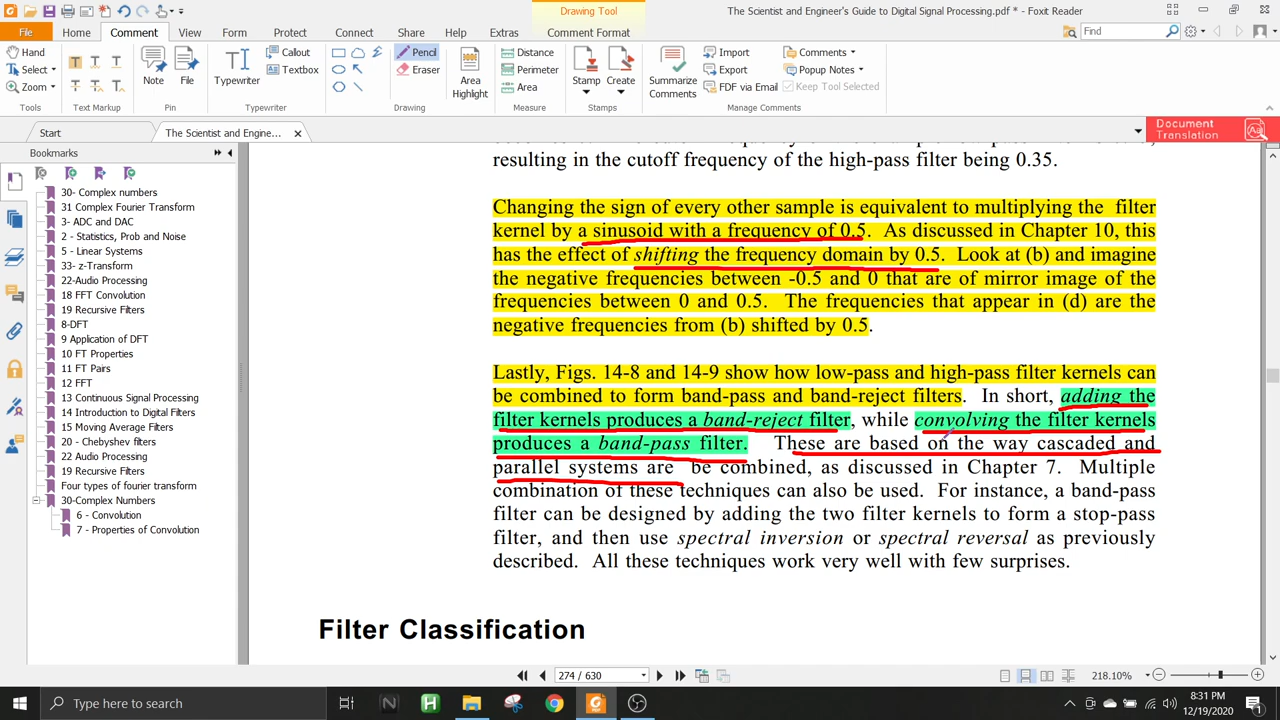 Drawing Tool
The Scientist and Engineer's Guide to Digital Signal Processing.pdf * - Foxit Reader
File Home Comment View Form Protect Connect Share Help Extras Comment Format
Find
Hand
Select
Zoom
Tools
Text Markup
Note
File
Pin
Typewriter
Callout
Textbox
Typewriter
Pencil
Eraser
Drawing
Area
Highlight
Distance
Perimeter
Area
Measure
Stamp
Create
Stamps
Summarize
Comments
Import
Export
FDF via Email
Comments
Popup Notes
Keep Tool Selected
Manage Comments
Start
The Scientist and Engine...
Document
Translation
Bookmarks
30- Complex numbers
31 Complex Fourier Transform
3- ADC and DAC
2 - Statistics, Prob and Noise
5 - Linear Systems
33- z-Transform
22-Audio Processing
18 FFT Convolution
19 Recursive Filters
8-DFT
9 Application of DFT
10 FT Properties
11 FT Pairs
12 FFT
13 Continuous Signal Processing
14 Introduction to Digital Filters
15 Moving Average Filters
20 - Chebyshev flters
22 Audio Processing
19 Recursive Filters
Four types of fourier transform
30-Complex Numbers
6 - Convolution
7 - Properties of Convolution
resulting in the cutoff frequency of the high-pass filter being 0.35.
Changing the sign of every other sample is equivalent to multiplying the filter
kernel by a sinusoid with a frequency of 0.5. As discussed in Chapter 10, this
has the effect of shifting the frequency domain by 0.5. Look at (b) and imagine
the negative frequencies between -0.5 and 0 that are of mirror image of the
frequencies between 0 and 0.5. The frequencies that appear in (d) are the
negative frequencies from (b) shifted by 0.5.
Lastly, Figs. 14-8 and 14-9 show how low-pass and high-pass filter kernels can
be combined to form band-pass and band-reject filters. In short, adding the
filter kernels produces a band-reject filter, while convolving the filter kernels
produces a band-pass filter. These are based on the way cascaded and
parallel systems are be combined, as discussed in Chapter 7. Multiple
combination of these techniques can also be used. For instance, a band-pass
filter can be designed by adding the two filter kernels to form a stop-pass
filter, and then use spectral inversion or spectral reversal as previously
described. All these techniques work very well with few surprises.
Filter Classification
274 / 630
218.10%
Type here to search
8:31 PM
12/19/2020